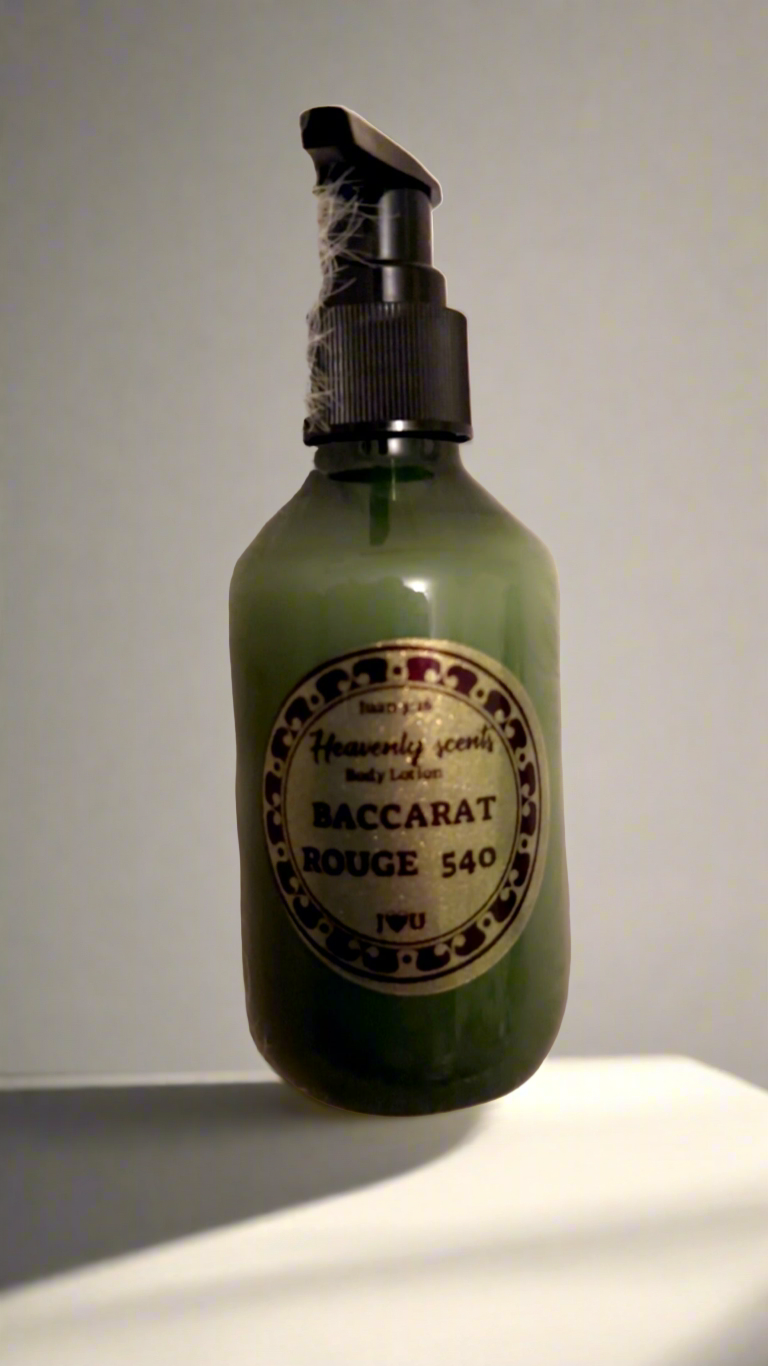 Heavenly scents
Body Lotion
BACCARAT
ROUGE 540
J♥U